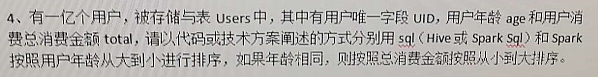 4、有一亿个用户，被存储与表 Users 中，其中有用户唯一字段 UID，用户年龄 age 和用户消
费总消费金额 total，请以代码或技术方案阐述的方式分别用 sql（Hive 或 Spark Sql）和 Spark
按照用户年龄从大到小进行排序，如果年龄相同，则按照总消费金额按照从小到大排序。